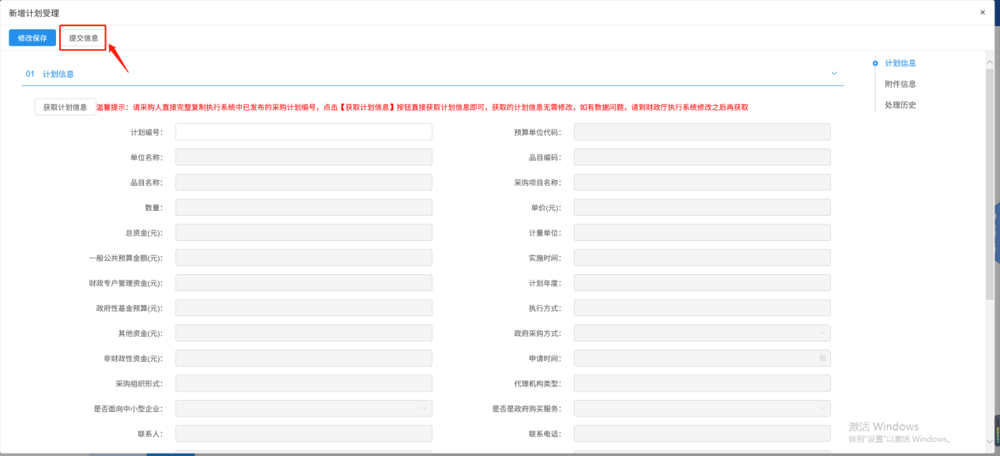 新增计划受理
×
修改保存 提交信息
01 计划信息
计划信息
附件信息
处理历史
获取计划信息 温馨提示：请采购人直接完整复制执行系统中已发布的采购计划编号，点击【获取计划信息】按钮直接获取计划信息即可，获取的计划信息无需修改，如有数据问题，请到财政厅执行系统修改之后再获取
计划编号： 预算单位代码：
单位名称： 品目编码：
品目名称： 采购项目名称：
数量： 单价(元)：
总资金(元)： 计量单位：
一般公共预算金额(元)： 实施时间：
财政专户管理资金(元)： 计划年度：
政府性基金预算(元)： 执行方式：
其他资金(元)： 政府采购方式：
非财政性资金(元)： 申请时间：
采购组织形式： 代理机构类型：
是否面向中小型企业： 是否是政府购买服务：
联系人： 联系电话：
激活 Windows
转到"设置"以激活 Windows。